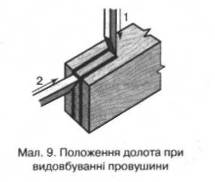 1
2
Мал. 9. Положення долота при
видовбуванні провушини